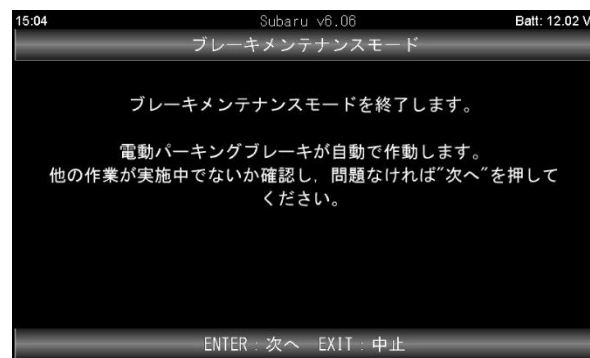 15:04 Subaru v6.06 Batt: 12.02 V
ブレーキメンテナンスモード
ブレーキメンテナンスモードを終了します。
電動パーキングブレーキが自動で作動します。
他の作業が実施中でないか確認し，問題なければ"次へ"を押して
ください。
ENTER：次へ EXIT：中止